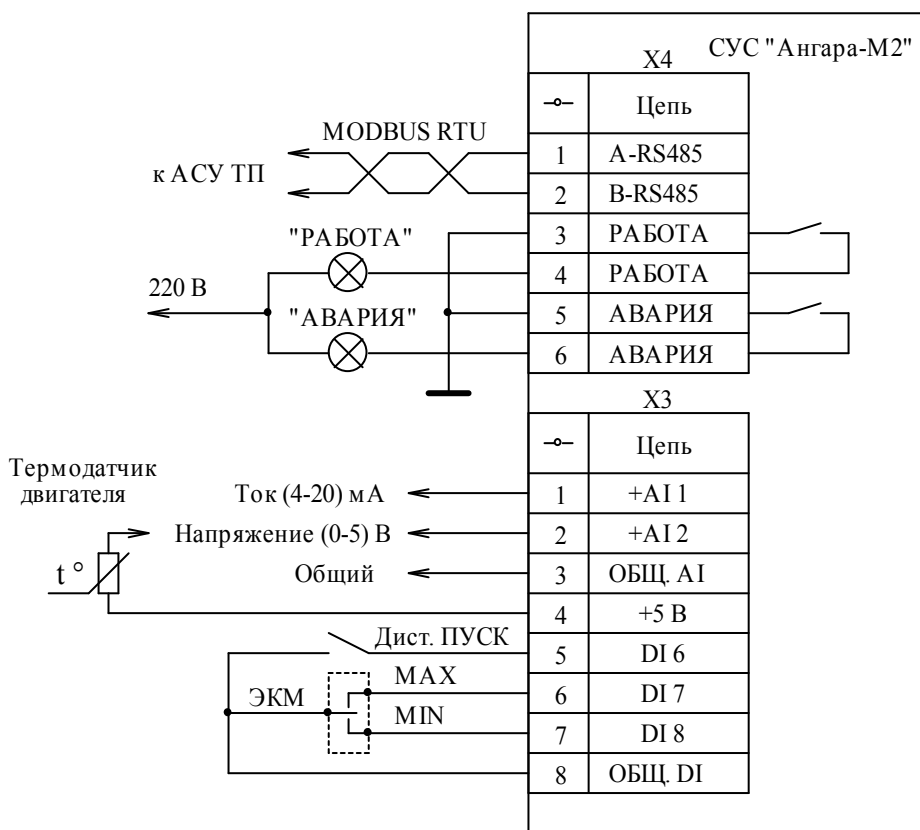 СУС "Ангара-М2"
X4
Цепь
MODBUS RTU
к АСУ ТП
1 A-RS485
2 B-RS485
"РАБОТА"
3 РАБОТА
4 РАБОТА
220 В
"АВАРИЯ"
5 АВАРИЯ
6 АВАРИЯ
X3
Цепь
Термодатчик
двигателя
Ток (4-20) мА
1 +AI 1
Напряжение (0-5) В
2 +AI 2
t °
Общий
3 ОБЩ. AI
4 +5 В
Дист. ПУСК
5 DI 6
MAX
6 DI 7
ЭКМ
MIN
7 DI 8
8 ОБЩ. DI